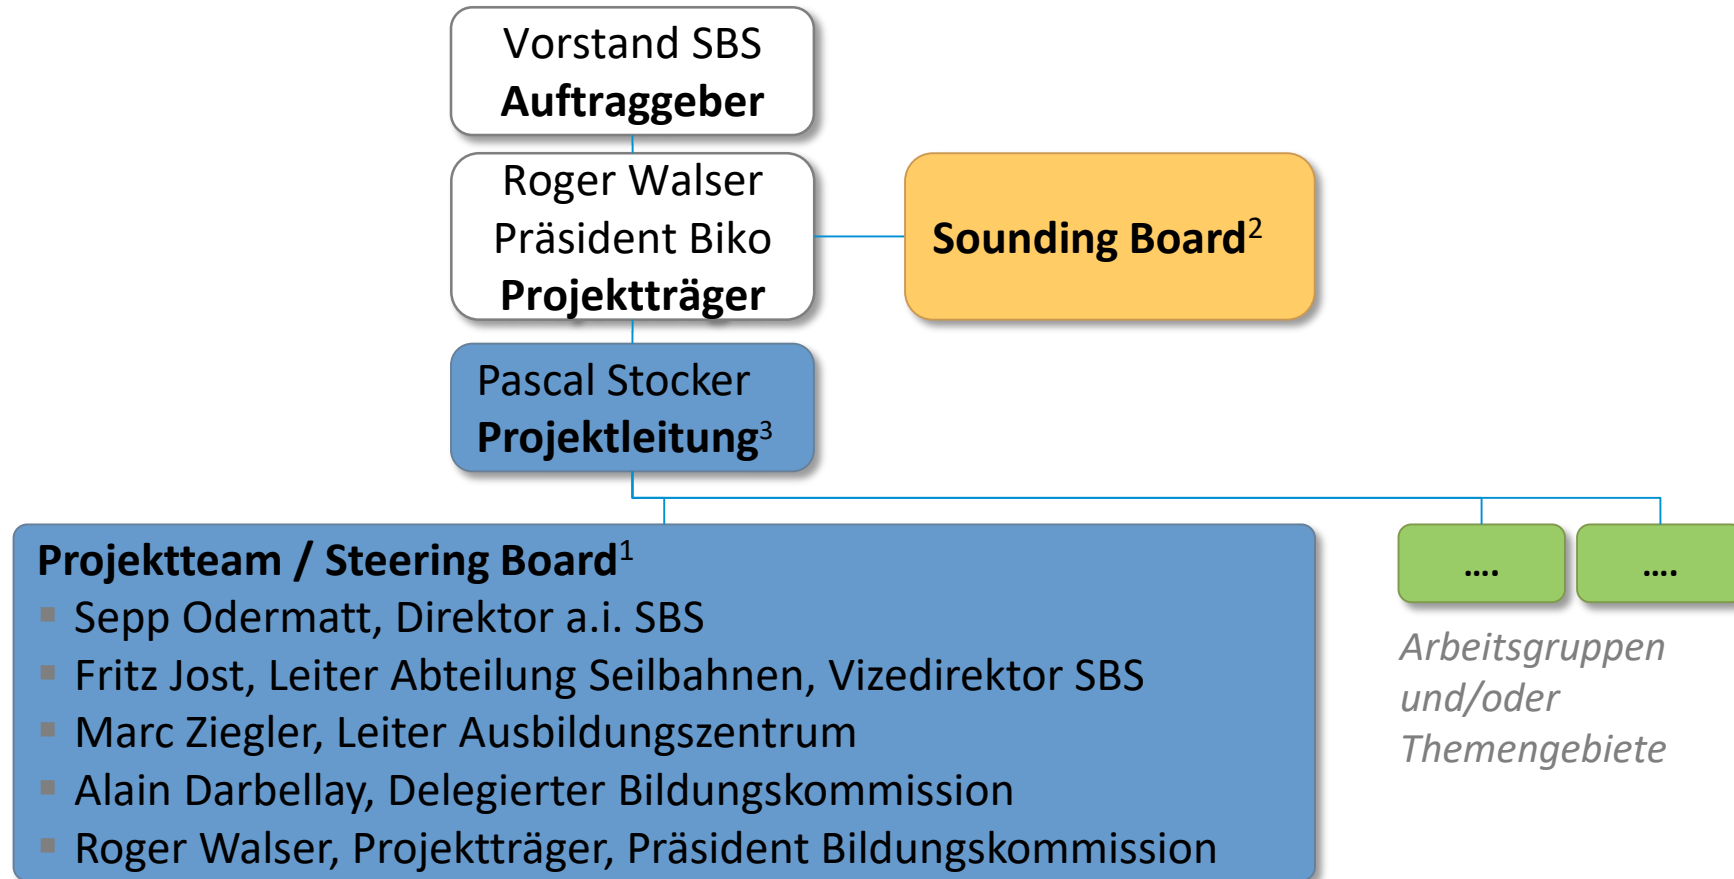 Vorstand SBS
Auftraggeber
Roger Walser
Präsident Biko
Projektträger
Sounding Board²
Pascal Stocker
Projektleitung³
Projektteam / Steering Board¹
▪ Sepp Odermatt, Direktor a.i. SBS
▪ Fritz Jost, Leiter Abteilung Seilbahnen, Vizedirektor SBS
▪ Marc Ziegler, Leiter Ausbildungszentrum
▪ Alain Darbellay, Delegierter Bildungskommission
▪ Roger Walser, Projektträger, Präsident Bildungskommission
....
....
Arbeitsgruppen
und/oder
Themengebiete